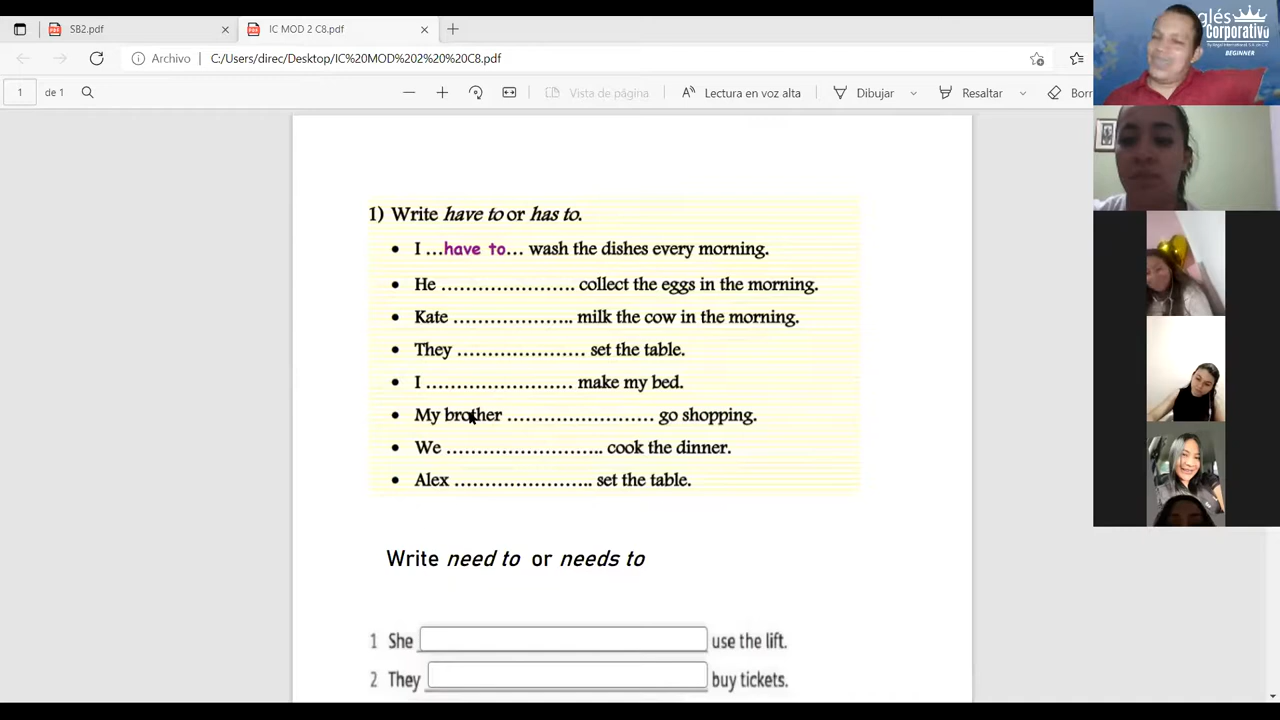 SB2.pdf
IC MOD 2 C8.pdf
Archivo
C:/Users/direc/Desktop/IC%20MOD%202%20%20C8.pdf
1
de 1
Vista de página
Lectura en voz alta
Dibujar
Resaltar
Borr
glés
Corporativo
BEGINNER
1) Write have to or has to.
• I ...have to... wash the dishes every morning.
• He ………………… collect the eggs in the morning.
• Kate ……………….. milk the cow in the morning.
• They ………………… set the table.
• I …………………… make my bed.
• My brother …………………… go shopping.
• We …………………….. cook the dinner.
• Alex ………………….. set the table.
Write need to or needs to
1 She use the lift.
2 They buy tickets.